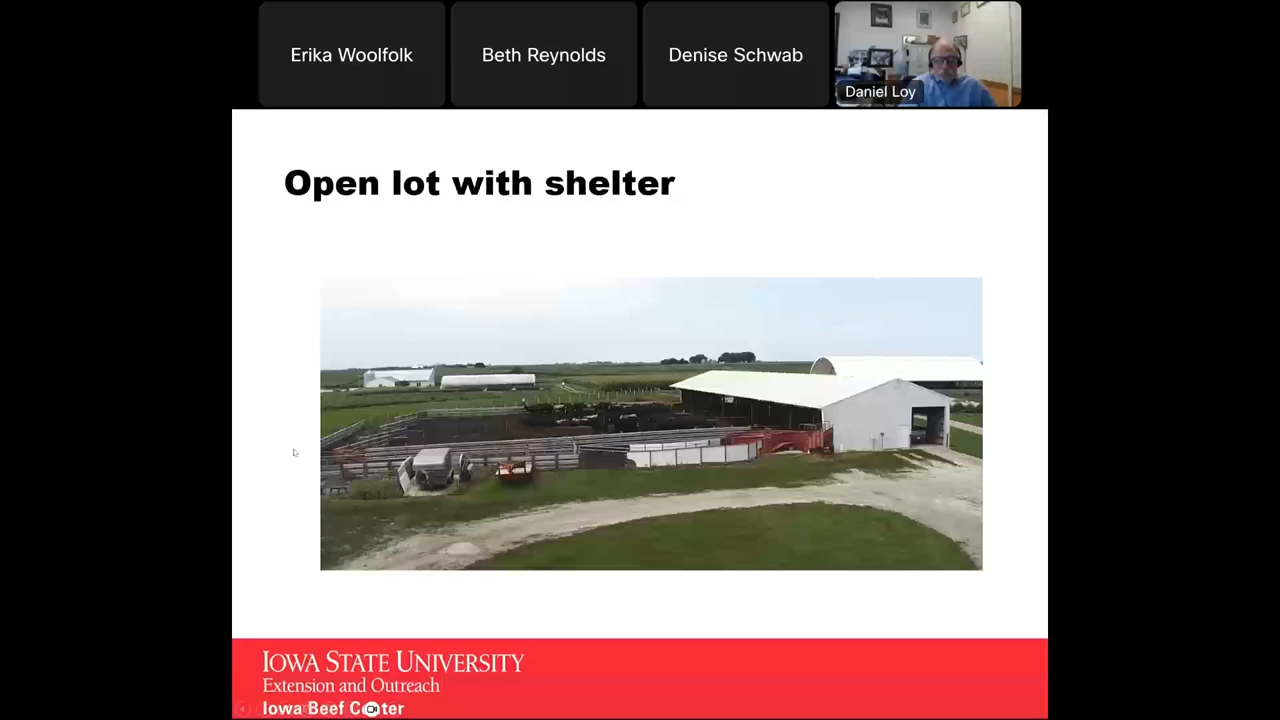 Erika Woolfolk
Beth Reynolds
Denise Schwab
Daniel Loy
Open lot with shelter
IOWA STATE UNIVERSITY
Extension and Outreach
Iowa Beef Center